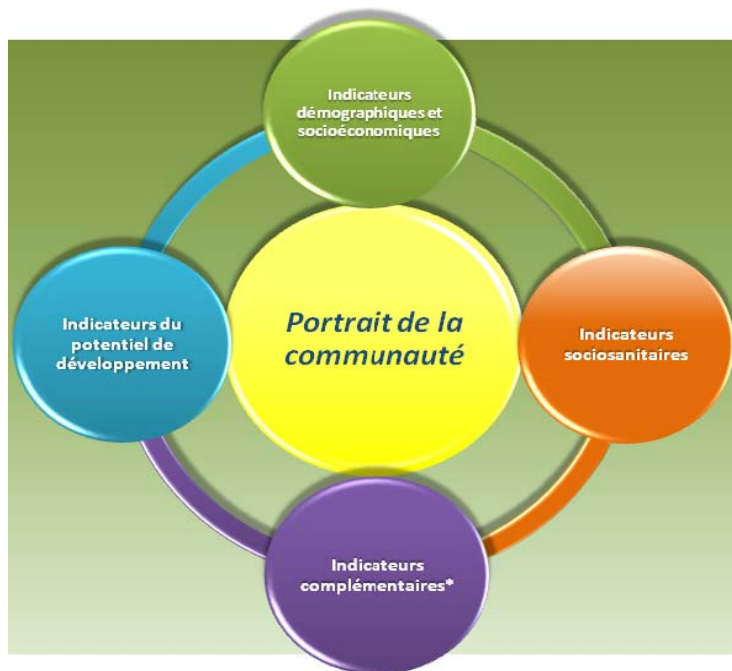 Indicateurs
démographiques et
socioéconomiques
Indicateurs du
potentiel de
développement
Portrait de la
communauté
Indicateurs
sociosanitaires
Indicateurs
complémentaires*